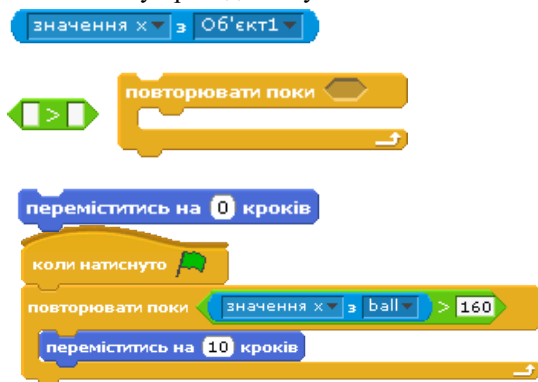 значення x з Об'єкт1
повторювати поки
>
переміститись на 0 кроків
коли натиснуто
повторювати поки значення x з ball > 160
переміститись на 10 кроків